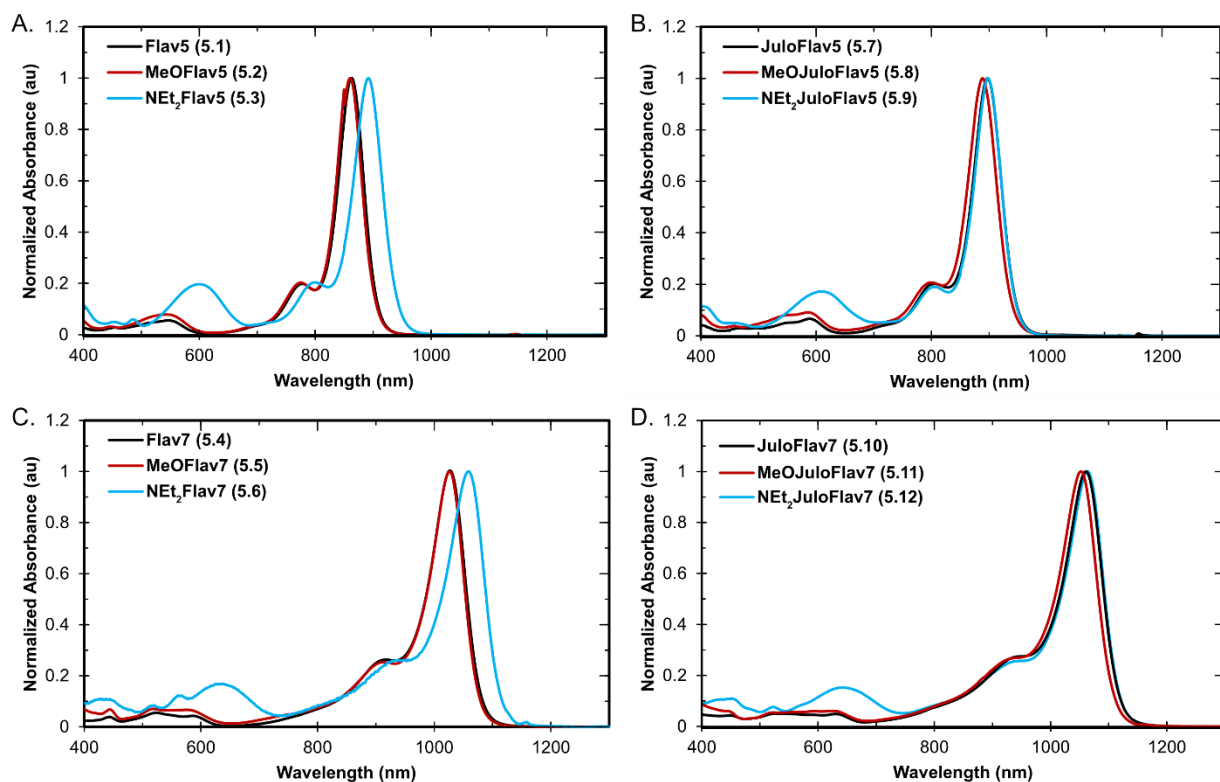 A.
Normalized Absorbance (au)
1.2
1
0.8
0.6
0.4
0.2
0
Flav5 (5.1)
MeOFlav5 (5.2)
NEt₂Flav5 (5.3)
400 600 800 1000 1200
Wavelength (nm)
B.
Normalized Absorbance (au)
1.2
1
0.8
0.6
0.4
0.2
0
JuloFlav5 (5.7)
MeOJuloFlav5 (5.8)
NEt₂JuloFlav5 (5.9)
400 600 800 1000 1200
Wavelength (nm)
C.
Normalized Absorbance (au)
1.2
1
0.8
0.6
0.4
0.2
0
Flav7 (5.4)
MeOFlav7 (5.5)
NEt₂Flav7 (5.6)
400 600 800 1000 1200
Wavelength (nm)
D.
Normalized Absorbance (au)
1.2
1
0.8
0.6
0.4
0.2
0
JuloFlav7 (5.10)
MeOJuloFlav7 (5.11)
NEt₂JuloFlav7 (5.12)
400 600 800 1000 1200
Wavelength (nm)